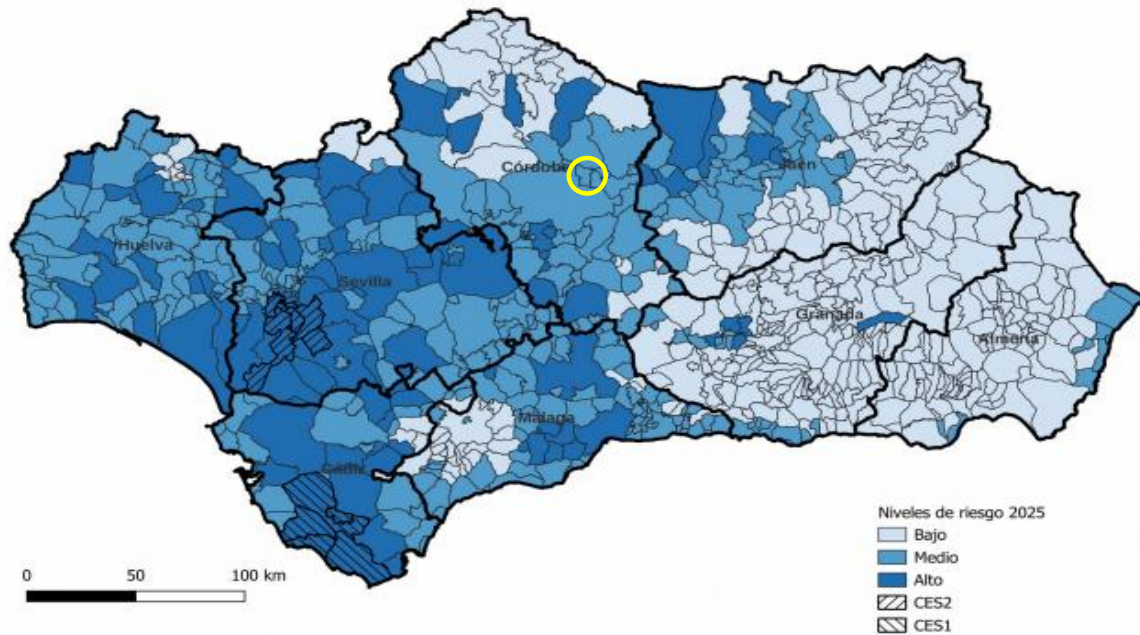 Córdoba
Jaén
Huelva
Sevilla
Granada
Almería
Málaga
Cádiz
Niveles de riesgo 2025
Bajo
Medio
Alto
CES2
CES1
0 50 100 km